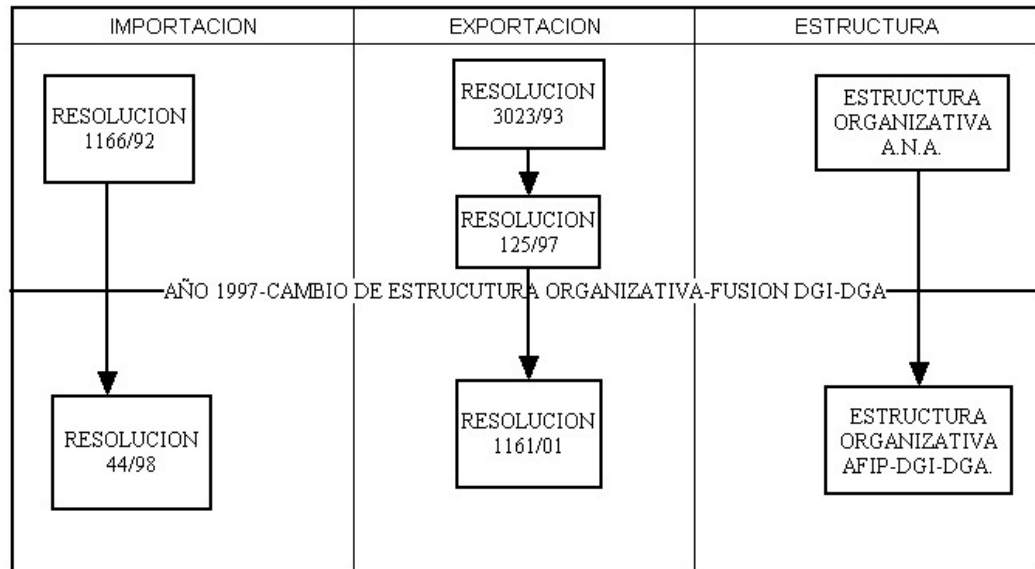 IMPORTACION
EXPORTACION
ESTRUCTURA
RESOLUCION
1166/92
RESOLUCION
3023/93
ESTRUCTURA
ORGANIZATIVA
A.N.A.
RESOLUCION
125/97
AÑO 1997-CAMBIO DE ESTRUCUTURA ORGANIZATIVA-FUSION DGI-DGA
RESOLUCION
44/98
RESOLUCION
1161/01
ESTRUCTURA
ORGANIZATIVA
AFIP-DGI-DGA.